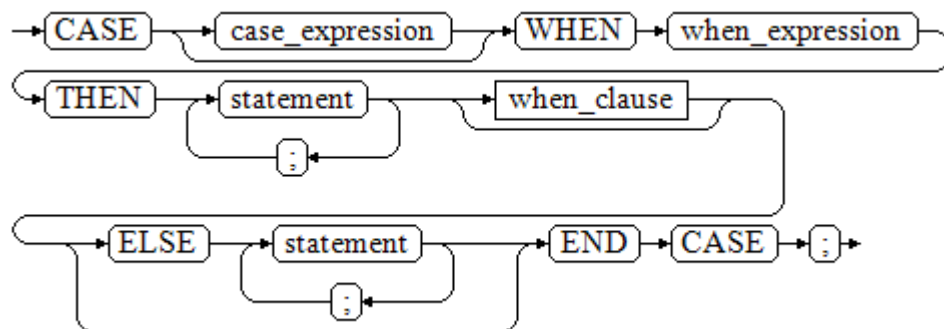 CASE case_expression WHEN when_expression
THEN statement when_clause
;
ELSE statement END CASE ;
;